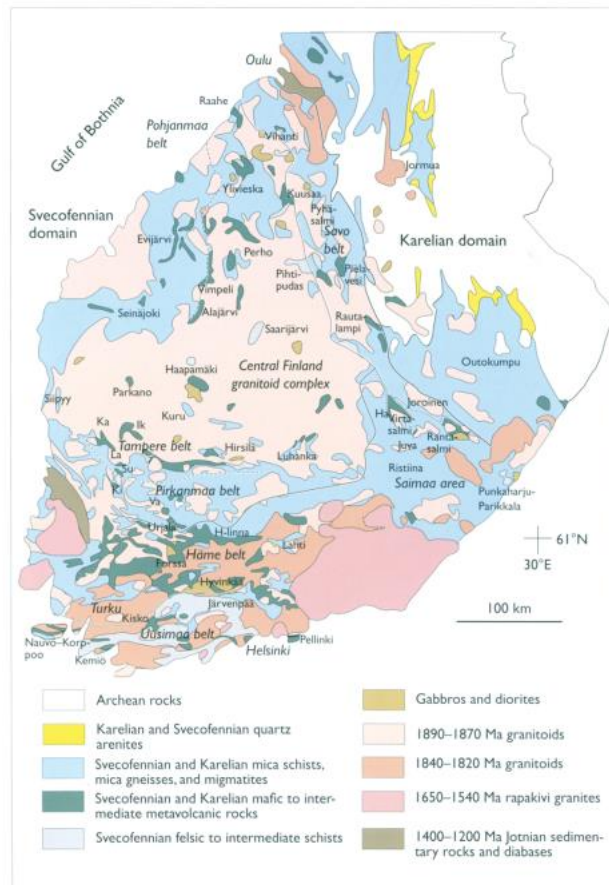 Oulu
Raahe
Gulf of Bothnia
Pohjanmaa
belt
Vihanti
Jormua
Ylivieska
Kuusaa
Svecofennian
domain
Pyhä-
salmi
Savo
belt
Karelian domain
Evijärvi
Perho
Pihti-
pudas
Piela-
vesi
Vimpeli
Seinäjoki
Alajärvi
Rauta-
lampi
Saarijärvi
Outokumpu
Haapamäki
Central Finland
granitoid complex
Parkano
Siipyy
Kuru
Joroinen
Ha
Virta-
salmi
Ka
Ik
Tampere belt
Hirsilä
Luhanka
Juva
Ranta-
salmi
La
Su
Ristiina
Saimaa area
Ki
Pirkanmaa belt
Va
Punkaharju-
Parikkala
Urjala
H-linna
61°N
30°E
Lahti
Häme belt
Forssa
Hyvinkää
100 km
Turku
Järvenpää
Kisko
Uusimaa belt
Pellinki
Nauvo-Korp-
poo
Helsinki
Kemiö
Archean rocks
Karelian and Svecofennian quartz
arenites
Svecofennian and Karelian mica schists,
mica gneisses, and migmatites
Svecofennian and Karelian mafic to inter-
mediate metavolcanic rocks
Svecofennian felsic to intermediate schists
Gabbros and diorites
1890–1870 Ma granitoids
1840–1820 Ma granitoids
1650–1540 Ma rapakivi granites
1400–1200 Ma Jotnian sedimen-
tary rocks and diabases